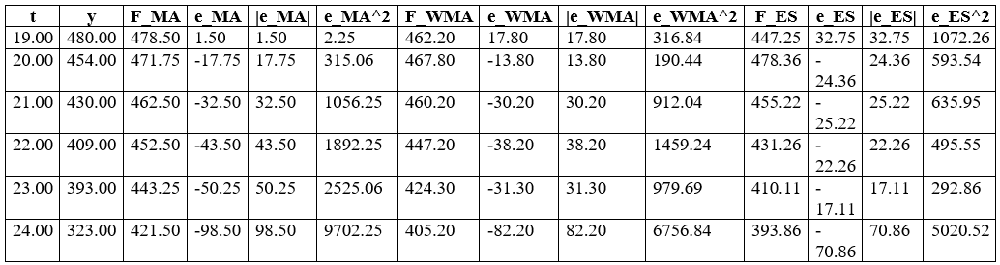 t y F_MA e_MA |e_MA| e_MA^2 F_WMA e_WMA |e_WMA| e_WMA^2 F_ES e_ES |e_ES| e_ES^2
19.00 480.00 478.50 1.50 1.50 2.25 462.20 17.80 17.80 316.84 447.25 32.75 32.75 1072.26
20.00 454.00 471.75 -17.75 17.75 315.06 467.80 -13.80 13.80 190.44 478.36 - 24.36 593.54
24.36
21.00 430.00 462.50 -32.50 32.50 1056.25 460.20 -30.20 30.20 912.04 455.22 - 25.22 635.95
25.22
22.00 409.00 452.50 -43.50 43.50 1892.25 447.20 -38.20 38.20 1459.24 431.26 - 22.26 495.55
22.26
23.00 393.00 443.25 -50.25 50.25 2525.06 424.30 -31.30 31.30 979.69 410.11 - 17.11 292.86
17.11
24.00 323.00 421.50 -98.50 98.50 9702.25 405.20 -82.20 82.20 6756.84 393.86 - 70.86 5020.52
70.86